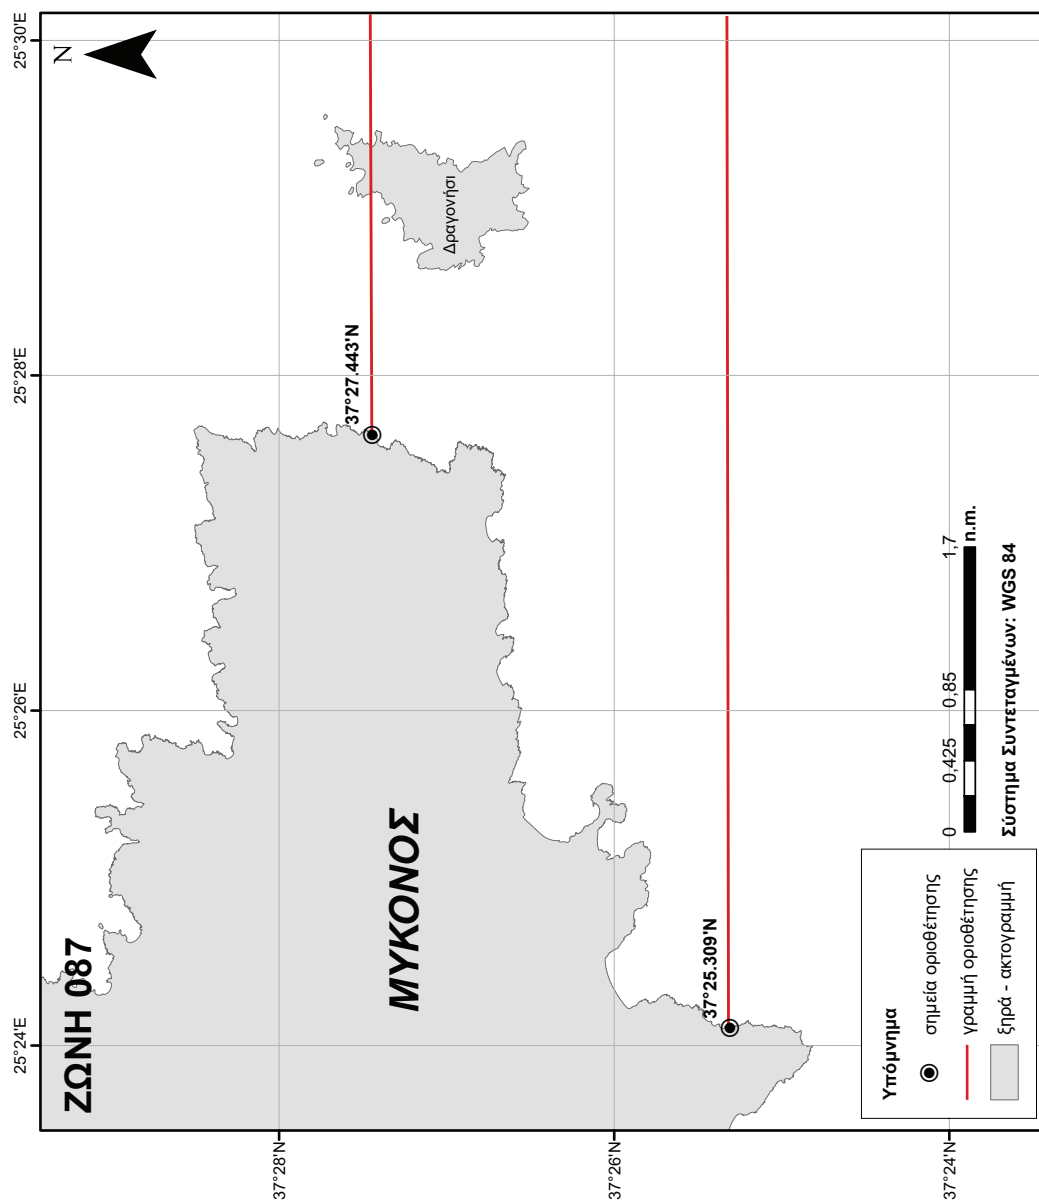 ΖΩΝΗ 087
N
25°24'E
25°26'E
25°28'E
25°30'E
37°28'N
37°26'N
37°24'N
37°27.443'N
Δραγονήσι
ΜΥΚΟΝΟΣ
37°25.309'N
Υπόμνημα
σημεία οριοθέτησης
γραμμή οριοθέτησης
ξηρά - ακτογραμμή
0 0,425 0,85 1,7
n.m.
Σύστημα Συντεταγμένων: WGS 84